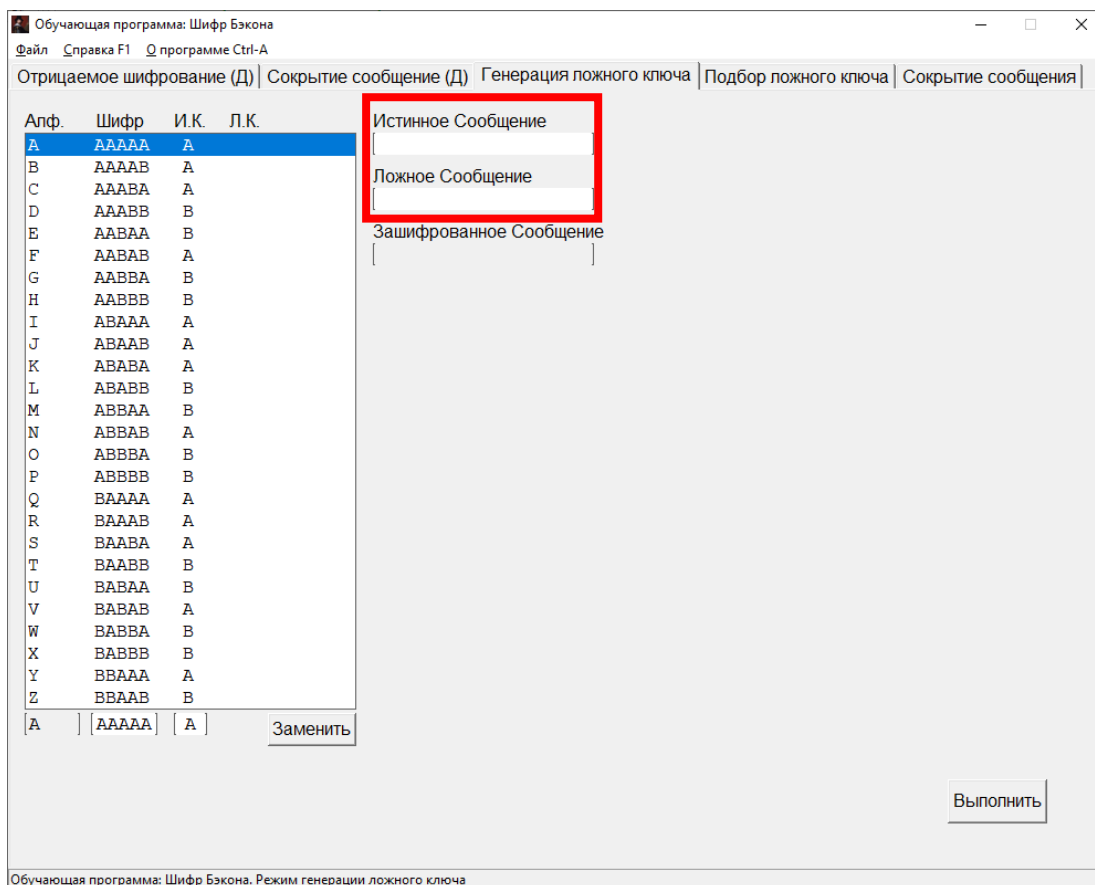 Обучающая программа: Шифр Бэкона
Файл Справка F1 О программе Ctrl-A
Отрицаемое шифрование (Д) Сокрытие сообщение (Д) Генерация ложного ключа Подбор ложного ключа Сокрытие сообщения
Алф. Шифр И.К. Л.К.
A AAAAA A
B AAAAB A
C AAABA A
D AAABB B
E AABAA B
F AABAB A
G AABBA B
H AABBB B
I ABAAA A
J ABAAB A
K ABABA A
L ABABB B
M ABBAA B
N ABBAB A
O ABBBA B
P ABBBB B
Q BAAAA A
R BAAAB A
S BAABA A
T BAABB B
U BABAA B
V BABAB A
W BABBA B
X BABBB B
Y BBAAA A
Z BBAAB B
[A ] [AAAAA] [ A ] Заменить
Истинное Сообщение
Ложное Сообщение
Зашифрованное Сообщение
Выполнить
Обучающая программа: Шифр Бэкона. Режим генерации ложного ключа